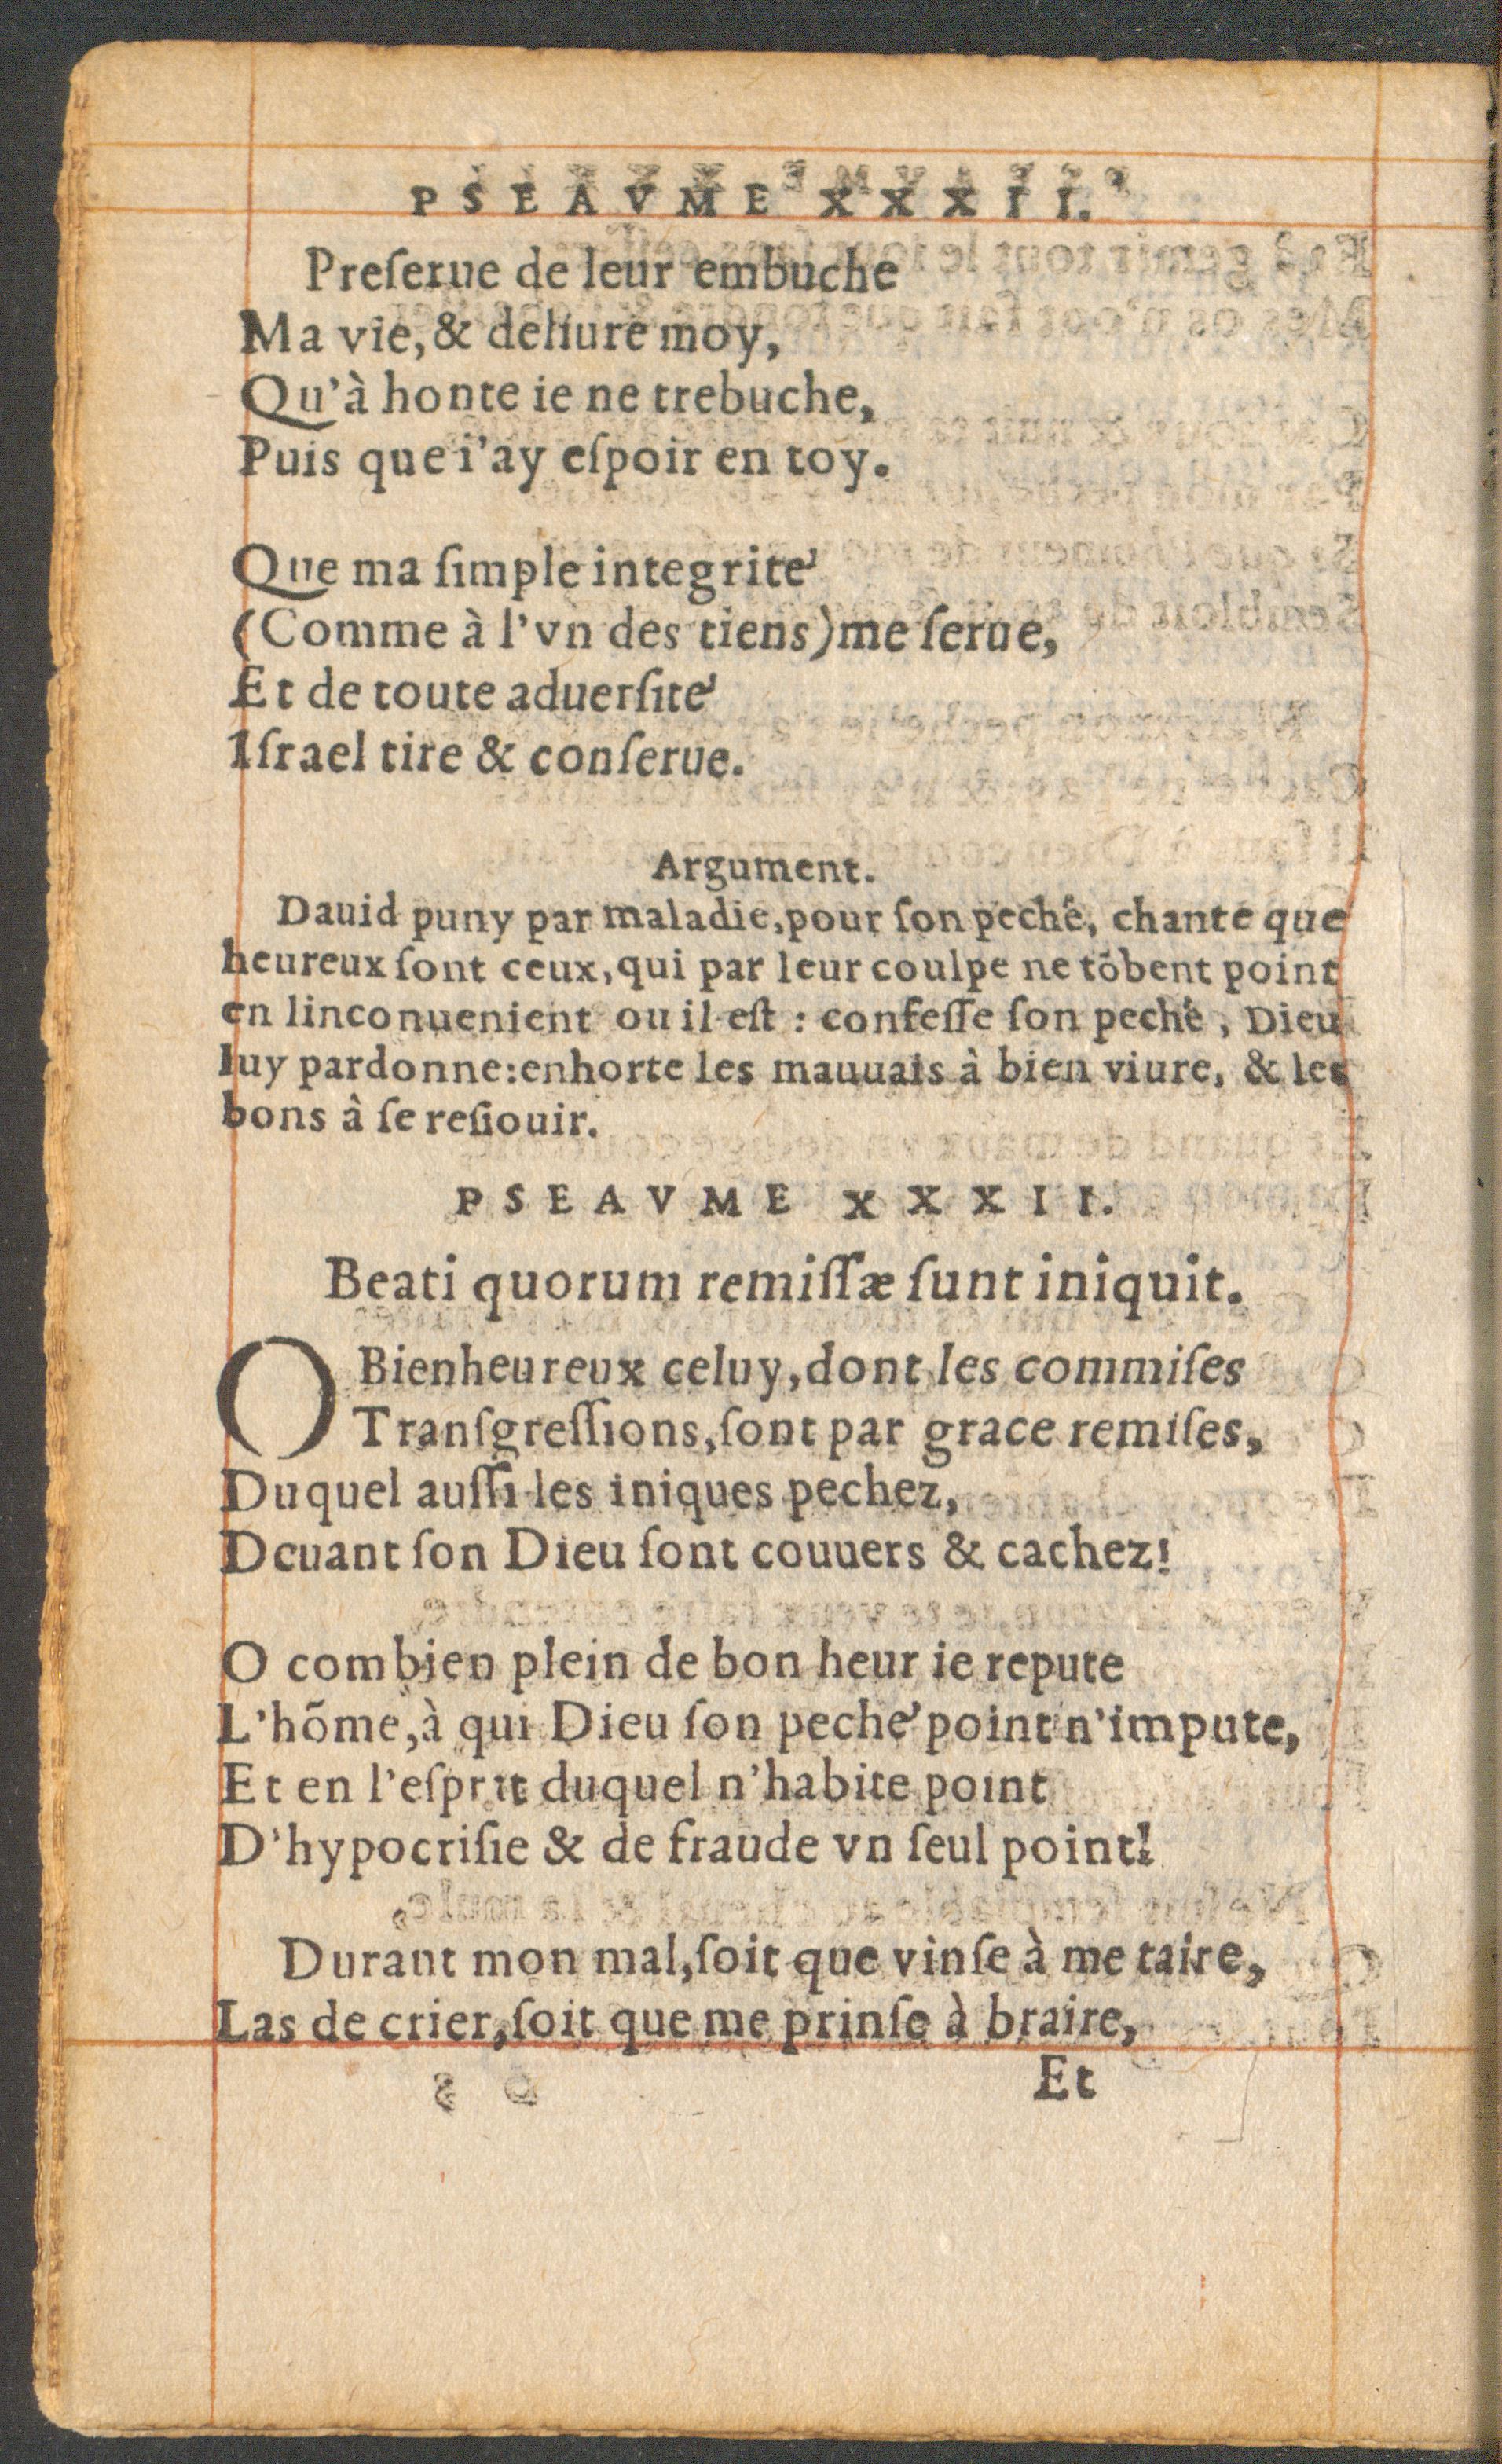 PSEAVME XXXII.
Preſerue de leur embuche
Ma vie, & deliure moy,
Qu'à honte ie ne trebuche,
Puis que i'ay eſpoir en toy.
Que ma ſimple integrité
(Comme à l'vn des tiens) me ſerue,
Et de toute aduerſité
Iſrael tire & conſerue.
Argument.
Dauid puny par maladie, pour ſon peché, chante que
heureux ſont ceux, qui par leur coulpe ne tõbent point
en linconuenient ou il eſt : confeſſe ſon peché, Dieu
luy pardonne: enhorte les mauuais à bien viure, & les
bons à ſe reſiouir.
PSEAVME XXXII.
Beati quorum remiſſæ ſunt iniquit.
O Bienheureux celuy, dont les commiſes
Tranſgreſſions, ſont par grace remiſes,
Duquel auſſi les iniques pechez,
Deuant ſon Dieu ſont couuers & cachez!
O combien plein de bon heur ie repute
L'hõme, à qui Dieu ſon peché point n'impute,
Et en l'eſprit duquel n'habite point
D'hypocriſie & de fraude vn ſeul point!
Durant mon mal, ſoit que vinſe à me taire,
Las de crier, ſoit que me prinſe à braire,
Et